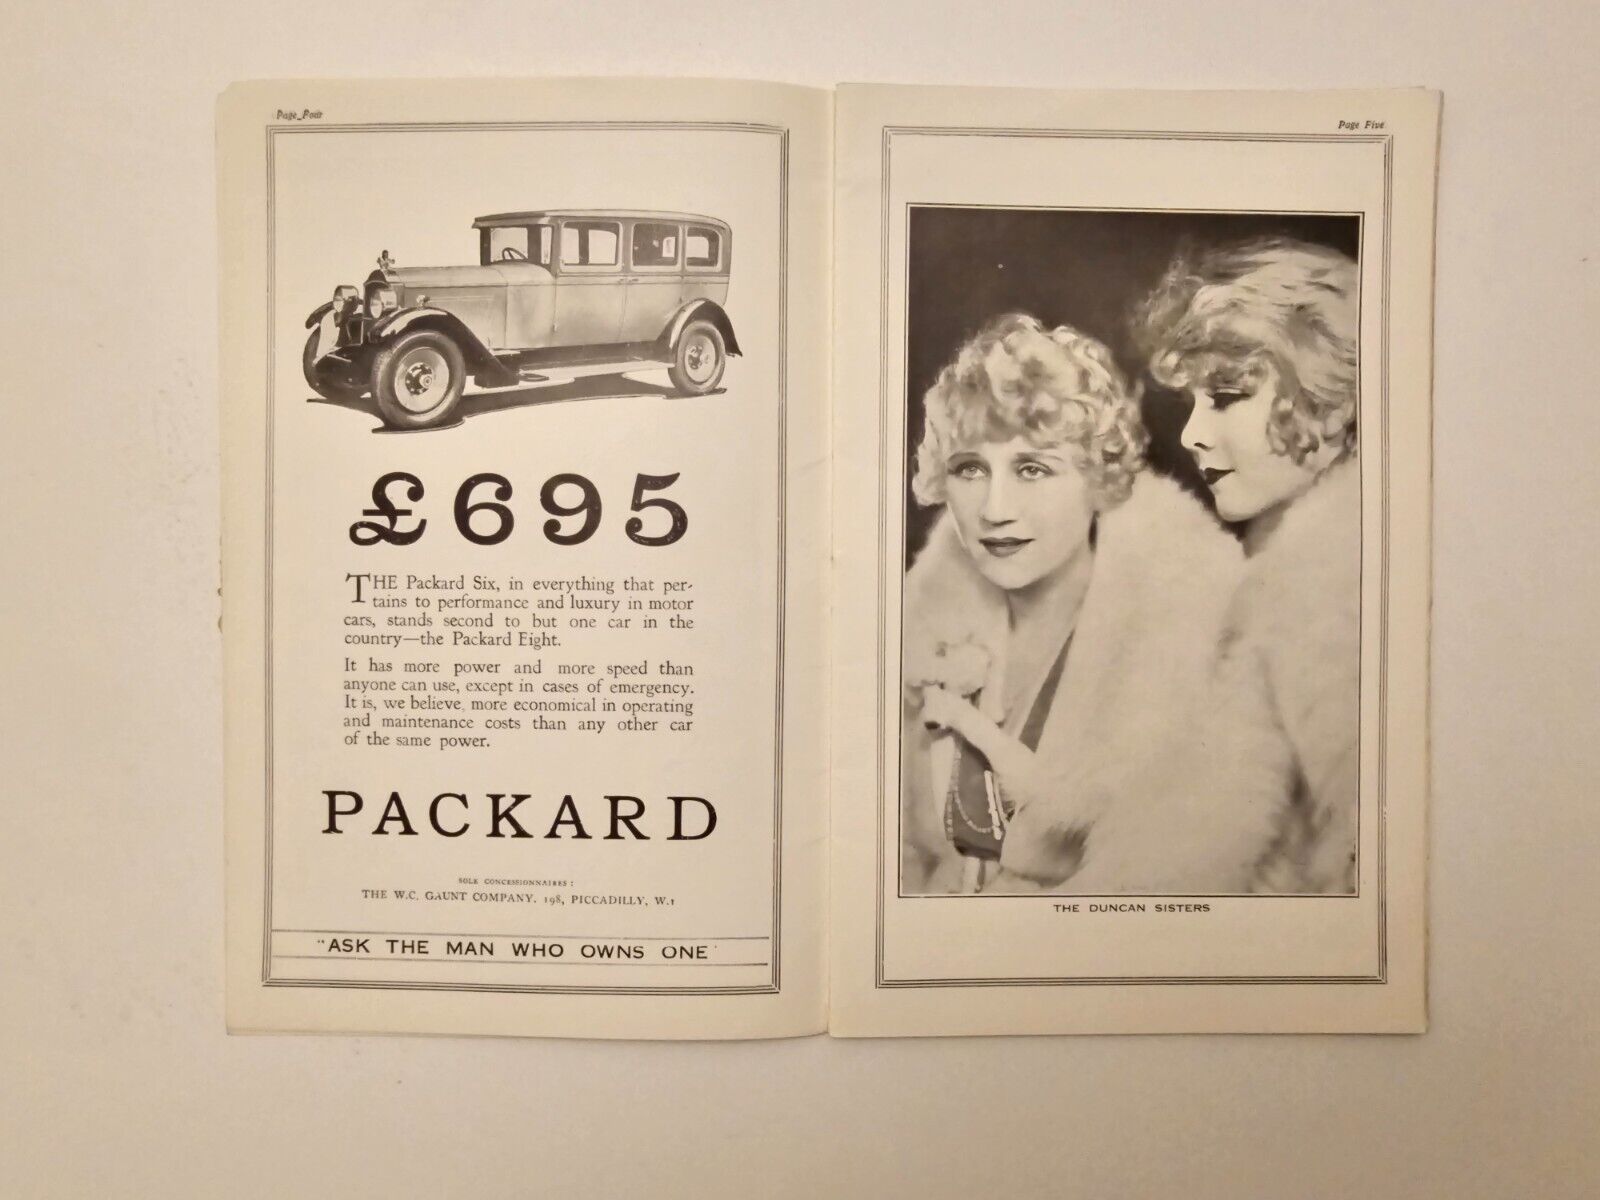 Page Four
£695
THE Packard Six, in everything that per-
tains to performance and luxury in motor
cars, stands second to but one car in the
country—the Packard Eight.
It has more power and more speed than
anyone can use, except in cases of emergency.
It is, we believe, more economical in operating
and maintenance costs than any other car
of the same power.
PACKARD
SOLE CONCESSIONNAIRES:
THE W.C. GAUNT COMPANY. 198, PICCADILLY, W.1
"ASK THE MAN WHO OWNS ONE"
Page Five
THE DUNCAN SISTERS